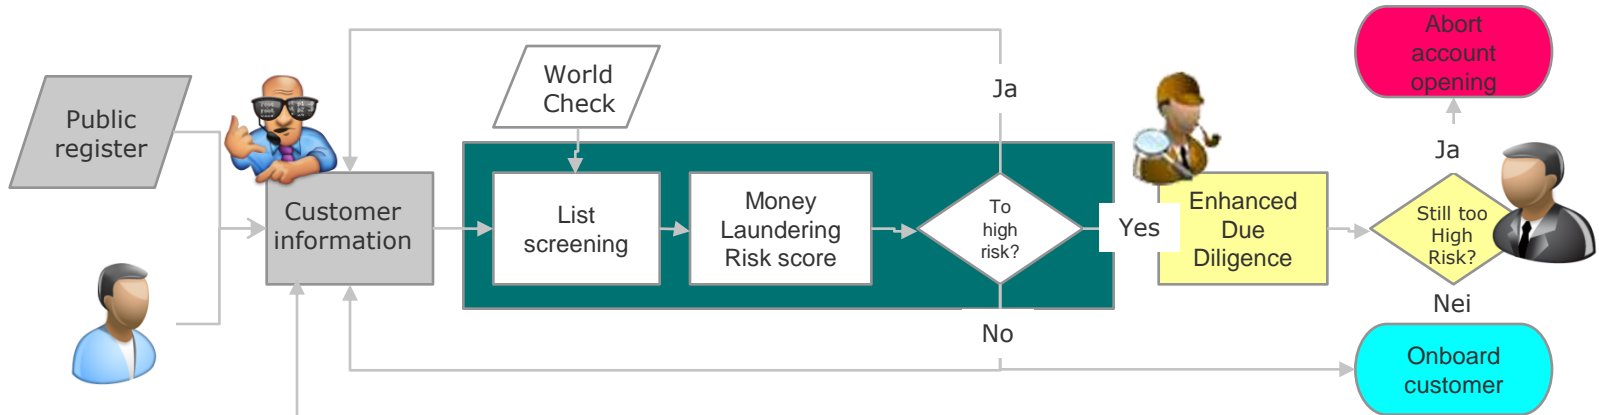 Public
register
Customer
information
World
Check
List
screening
Money
Laundering
Risk score
To
high
risk?
Ja
Yes
No
Enhanced
Due
Diligence
Still too
High
Risk?
Ja
Nei
Abort
account
opening
Onboard
customer